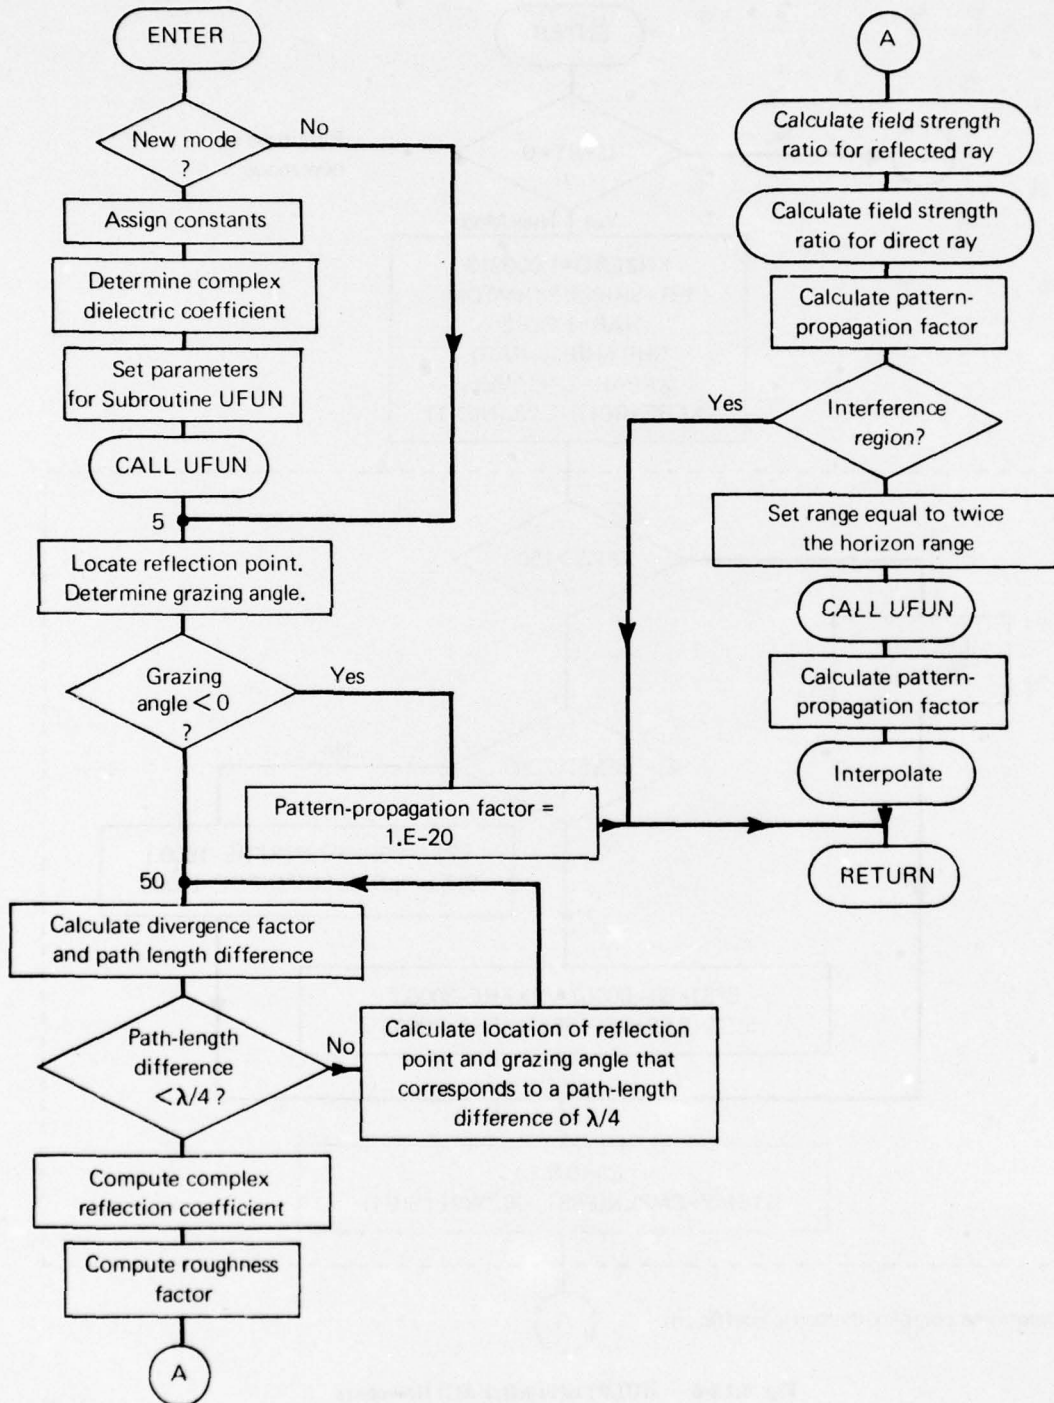 ENTER
New mode
?
No
Assign constants
Determine complex
dielectric coefficient
Set parameters
for Subroutine UFUN
CALL UFUN
5
Locate reflection point.
Determine grazing angle.
Grazing
angle < 0
?
Yes
Pattern-propagation factor =
1.E-20
50
Calculate divergence factor
and path length difference
Path-length
difference
< λ/4 ?
No
Calculate location of reflection
point and grazing angle that
corresponds to a path-length
difference of λ/4
Compute complex
reflection coefficient
Compute roughness
factor
A
A
Calculate field strength
ratio for reflected ray
Calculate field strength
ratio for direct ray
Calculate pattern-
propagation factor
Interference
region?
Yes
Set range equal to twice
the horizon range
CALL UFUN
Calculate pattern-
propagation factor
Interpolate
RETURN